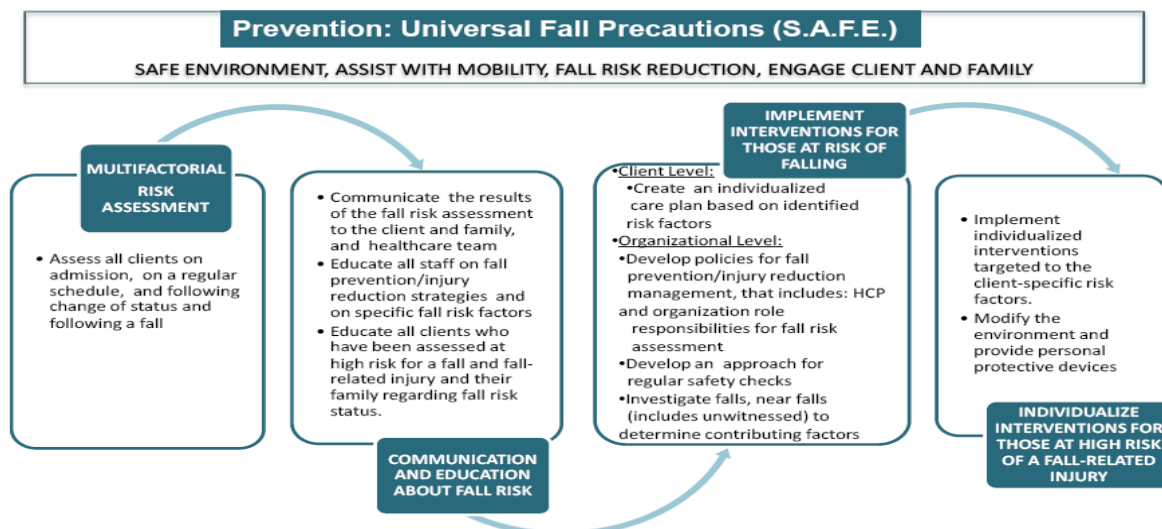 Prevention: Universal Fall Precautions (S.A.F.E.)
SAFE ENVIRONMENT, ASSIST WITH MOBILITY, FALL RISK REDUCTION, ENGAGE CLIENT AND FAMILY
MULTIFACTORIAL
RISK
ASSESSMENT
• Assess all clients on
admission, on a regular
schedule, and following
change of status and
following a fall
• Communicate the results
of the fall risk assessment
to the client and family,
and healthcare team
• Educate all staff on fall
prevention/injury
reduction strategies and
on specific fall risk factors
• Educate all clients who
have been assessed at
high risk for a fall and fall-
related injury and their
family regarding fall risk
status.
COMMUNICATION
AND EDUCATION
ABOUT FALL RISK
IMPLEMENT
INTERVENTIONS FOR
THOSE AT RISK OF
FALLING
•Client Level:
•Create an individualized
care plan based on identified
risk factors
•Organizational Level:
•Develop policies for fall
prevention/injury reduction
management, that includes: HCP
and organization role
responsibilities for fall risk
assessment
•Develop an approach for
regular safety checks
•Investigate falls, near falls
(includes unwitnessed) to
determine contributing factors
• Implement
individualized
interventions
targeted to the
client-specific risk
factors.
• Modify the
environment and
provide personal
protective devices
INDIVIDUALIZE
INTERVENTIONS FOR
THOSE AT HIGH RISK
OF A FALL-RELATED
INJURY